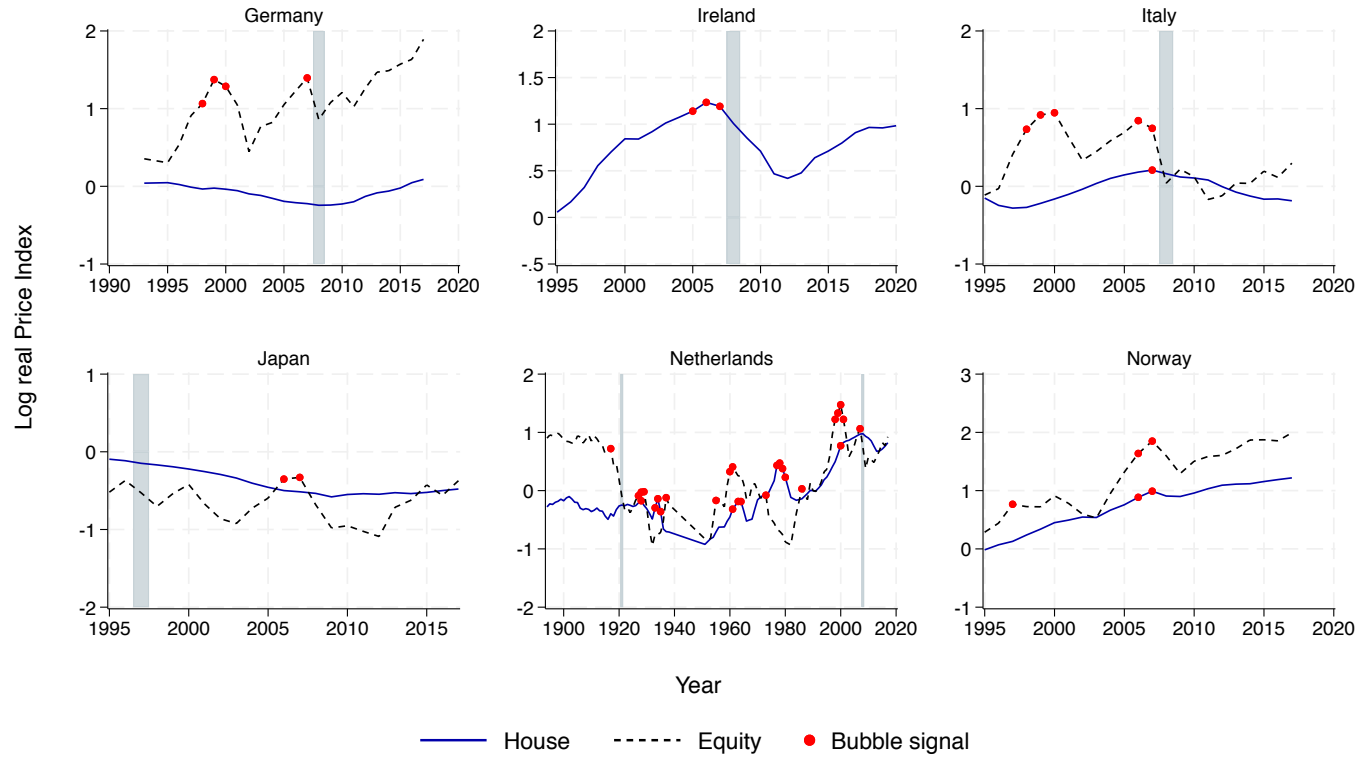 Germany
Ireland
Italy
2
1
0
-1
1990 1995 2000 2005 2010 2015 2020
2
1.5
1
.5
0
-.5
1995 2000 2005 2010 2015 2020
2
1
0
-1
1995 2000 2005 2010 2015 2020
Log real Price Index
Japan
Netherlands
Norway
1
0
-1
-2
1995 2000 2005 2010 2015
2
1
0
-1
-2
1900 1920 1940 1960 1980 2000 2020
3
2
1
0
-1
1995 2000 2005 2010 2015 2020
Year
House Equity Bubble signal